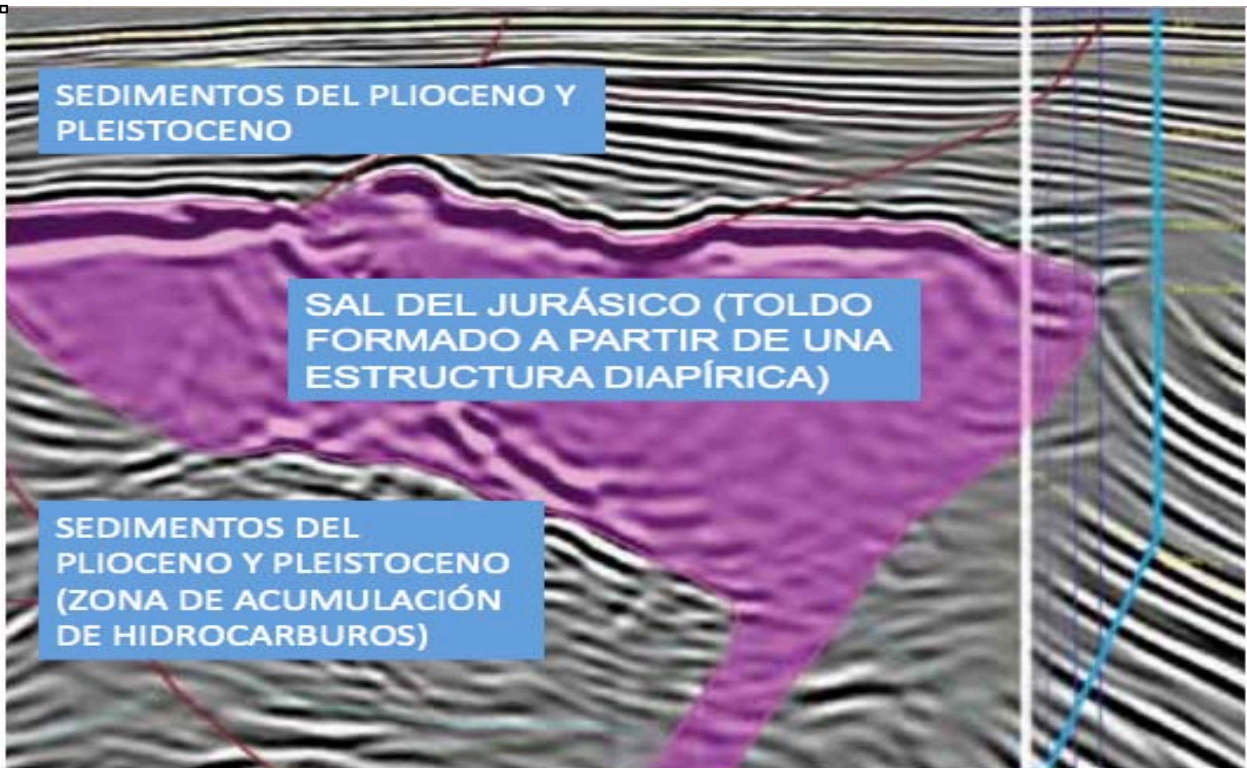 SEDIMENTOS DEL PLIOCENO Y
PLEISTOCENO
SAL DEL JURÁSICO (TOLDO
FORMADO A PARTIR DE UNA
ESTRUCTURA DIAPÍRICA)
SEDIMENTOS DEL
PLIOCENO Y PLEISTOCENO
(ZONA DE ACUMULACIÓN
DE HIDROCARBUROS)